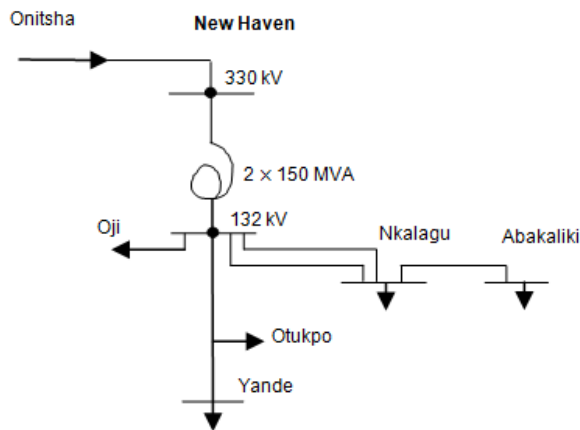 Onitsha
New Haven
330 kV
2 × 150 MVA
132 kV
Oji
Nkalagu
Abakaliki
Otukpo
Yande